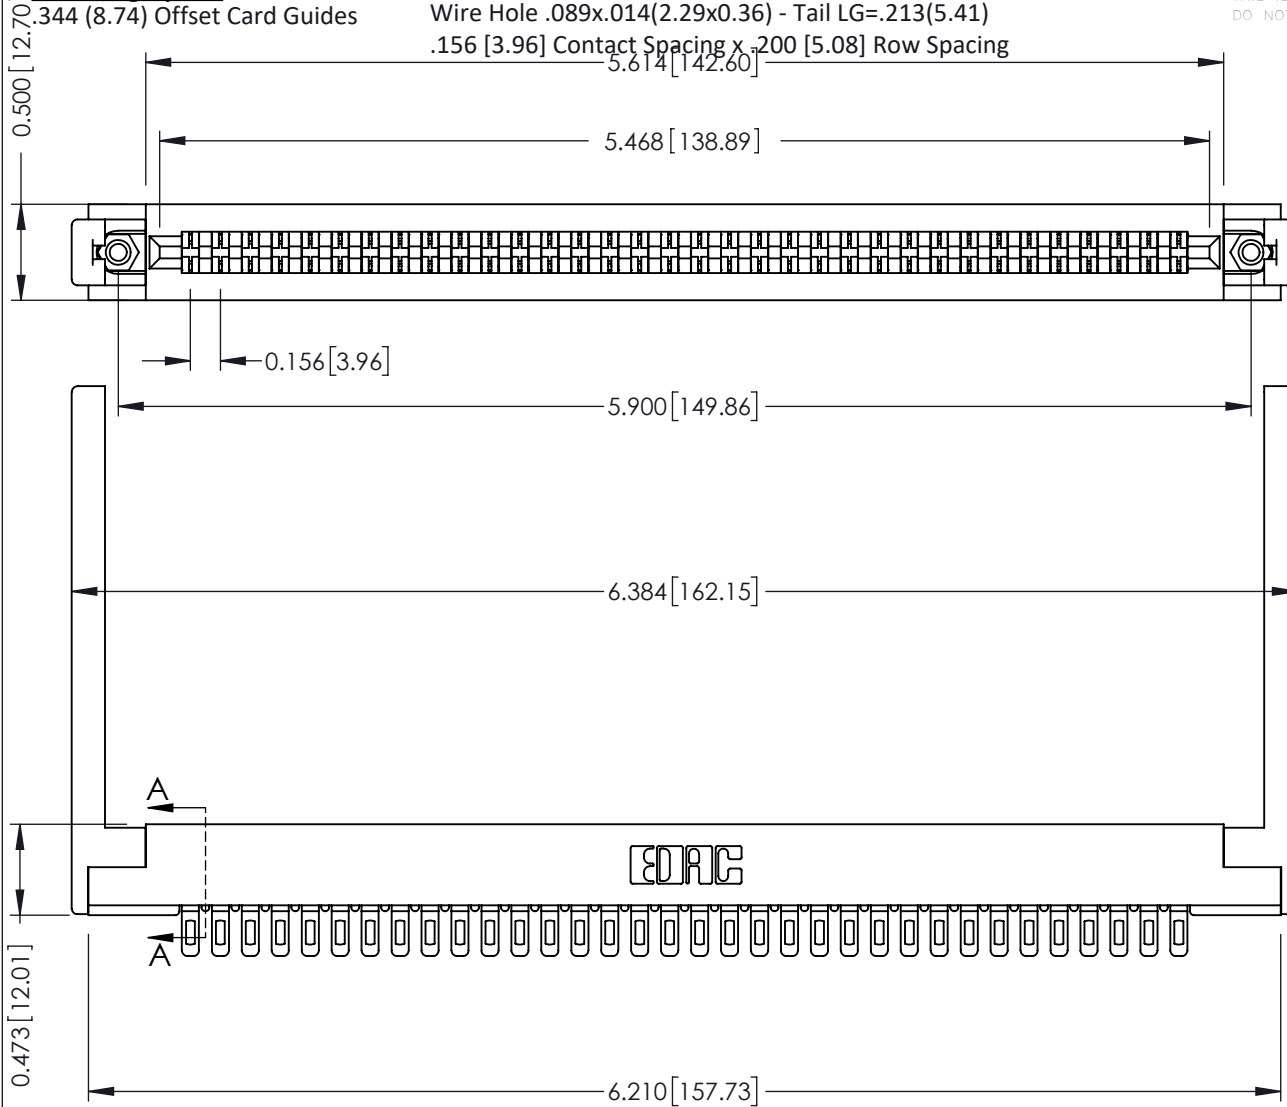 .344 (8.74) Offset Card Guides
Wire Hole .089x.014(2.29x0.36) - Tail LG=.213(5.41)
.156 [3.96] Contact Spacing x .200 [5.08] Row Spacing
0.500 [12.70]
5.614 [142.60]
5.468 [138.89]
0.156 [3.96]
5.900 [149.86]
6.384 [162.15]
A
EDAC
A
0.473 [12.01]
6.210 [157.73]
DO NOT